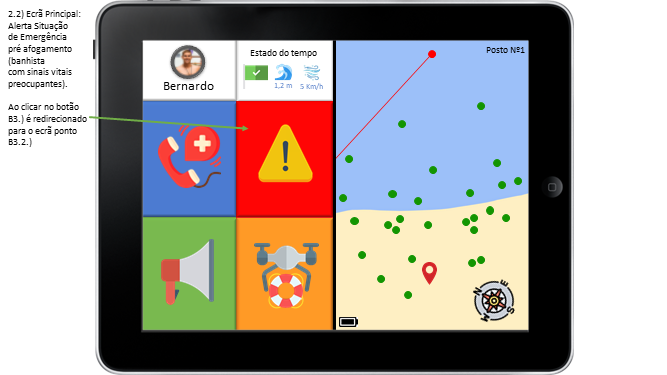 2.2) Ecrã Principal:
Alerta Situação
de Emergência
pré afogamento
(banhista
com sinais vitais
preocupantes).
Ao clicar no botão
B3.) é redirecionado
para o ecrã ponto
B3.2.)
Bernardo
Estado do tempo
1,2 m
5 Km/h
Posto Nº1
N
E
W
S